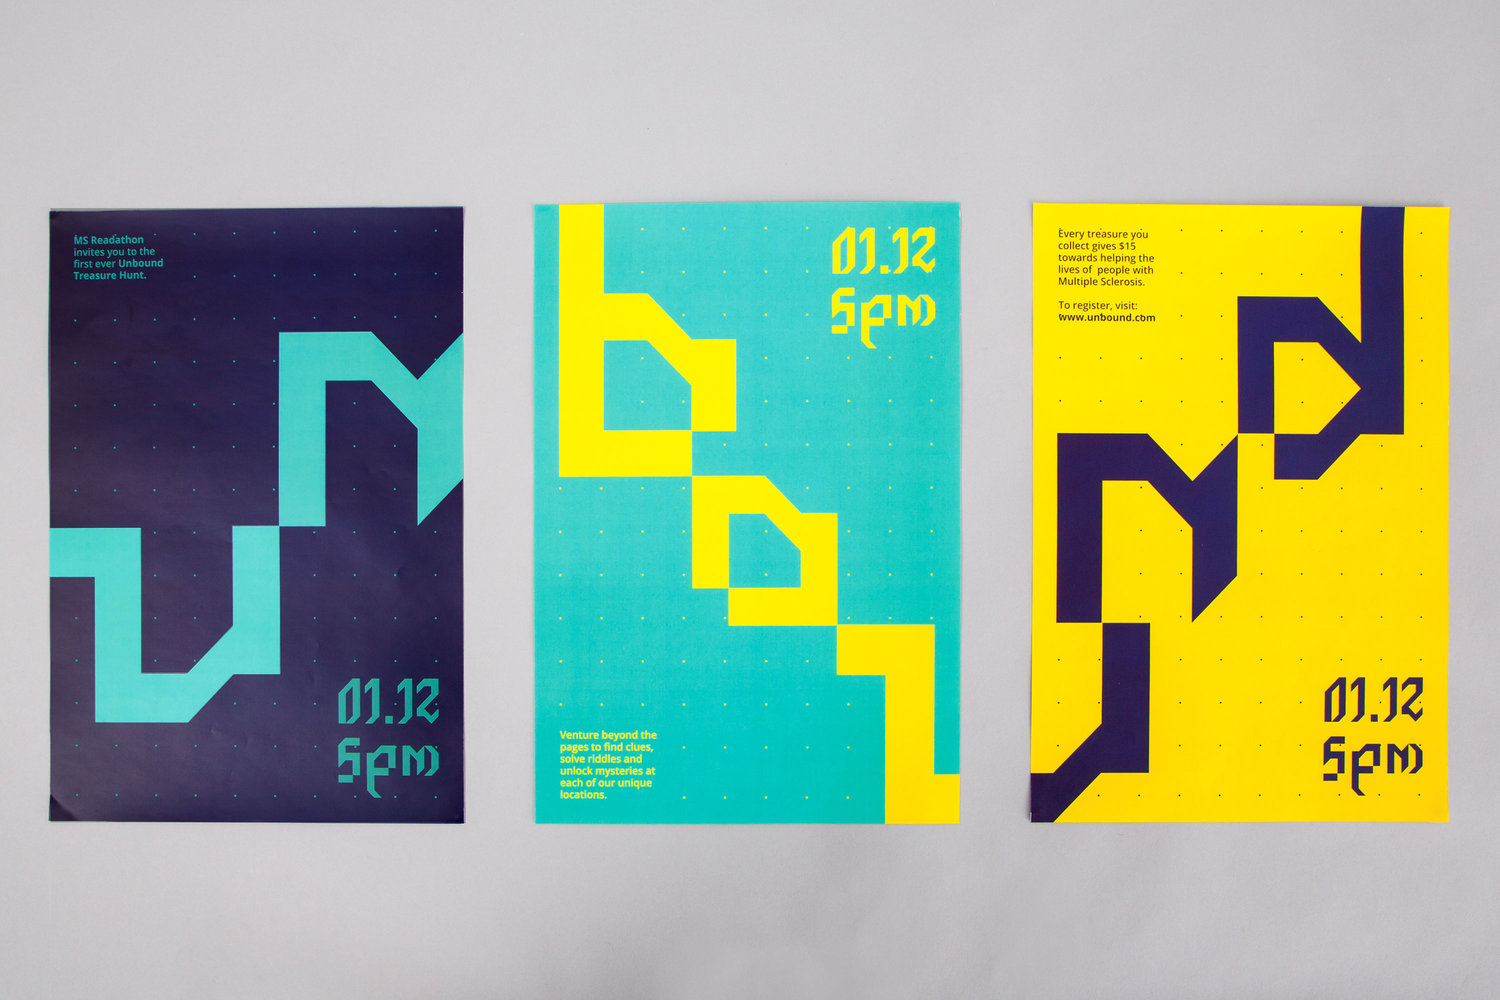 MS Readathon
invites you to the
first ever Unbound
Treasure Hunt.
un
01.12
5pm
01.12
5pm
bo
Venture beyond the
pages to find clues,
solve riddles and
unlock mysteries at
each of our unique
locations.
Every treasure you
collect gives $15
towards helping the
lives of people with
Multiple Sclerosis.
To register, visit:
www.unbound.com
nd
01.12
5pm